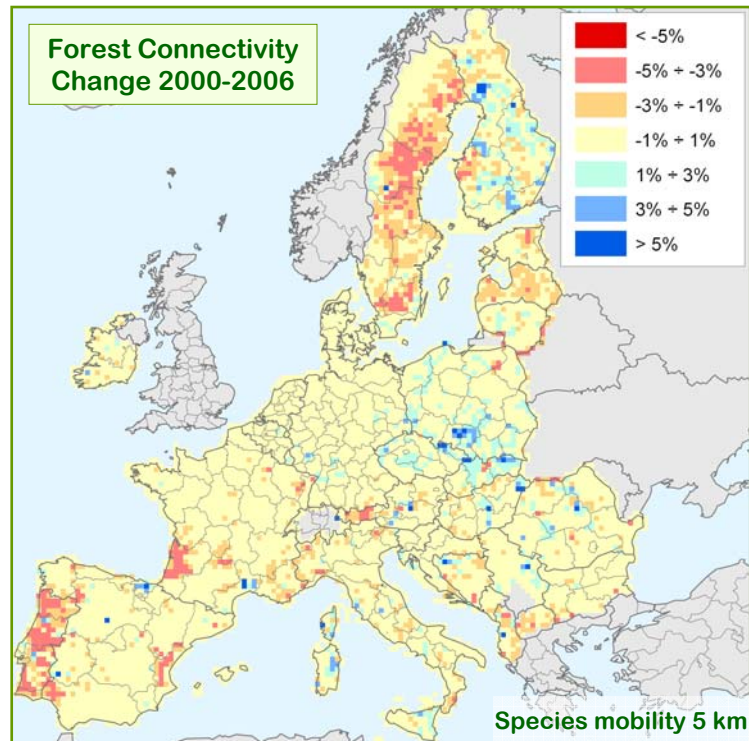 Forest Connectivity
Change 2000-2006
< -5%
-5% ÷ -3%
-3% ÷ -1%
-1% ÷ 1%
1% ÷ 3%
3% ÷ 5%
> 5%
Species mobility 5 km